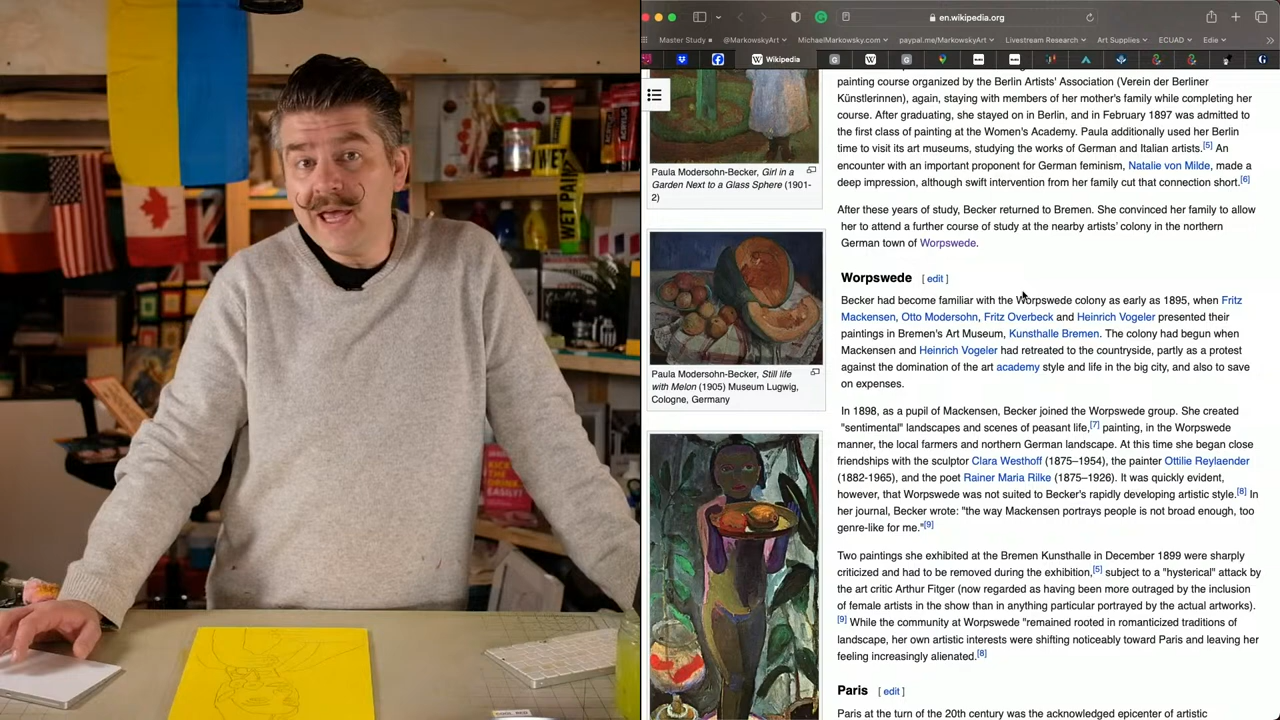 en.wikipedia.org
Master Study
@MarkowskyArt
MichaelMarkowsky.com
paypal.me/MarkowskyArt
Livestream Research
Art Supplies
ECUAD
Edie
Wikipedia
painting course organized by the Berlin Artists' Association (Verein der Berliner
Künstlerinnen), again, staying with members of her mother's family while completing her
course. After graduating, she stayed on in Berlin, and in February 1897 was admitted to
the first class of painting at the Women's Academy. Paula additionally used her Berlin
time to visit its art museums, studying the works of German and Italian artists.[5] An
encounter with an important proponent for German feminism, Natalie von Milde, made a
deep impression, although swift intervention from her family cut that connection short.[6]
After these years of study, Becker returned to Bremen. She convinced her family to allow
her to attend a further course of study at the nearby artists' colony in the northern
German town of Worpswede.
Worpswede [ edit ]
Becker had become familiar with the Worpswede colony as early as 1895, when Fritz
Mackensen, Otto Modersohn, Fritz Overbeck and Heinrich Vogeler presented their
paintings in Bremen's Art Museum, Kunsthalle Bremen. The colony had begun when
Mackensen and Heinrich Vogeler had retreated to the countryside, partly as a protest
against the domination of the art academy style and life in the big city, and also to save
on expenses.
In 1898, as a pupil of Mackensen, Becker joined the Worpswede group. She created
"sentimental" landscapes and scenes of peasant life,[7] painting, in the Worpswede
manner, the local farmers and northern German landscape. At this time she began close
friendships with the sculptor Clara Westhoff (1875–1954), the painter Ottilie Reylaender
(1882-1965), and the poet Rainer Maria Rilke (1875–1926). It was quickly evident,
however, that Worpswede was not suited to Becker's rapidly developing artistic style.[8] In
her journal, Becker wrote: "the way Mackensen portrays people is not broad enough, too
genre-like for me."[9]
Two paintings she exhibited at the Bremen Kunsthalle in December 1899 were sharply
criticized and had to be removed during the exhibition,[5] subject to a "hysterical" attack by
the art critic Arthur Fitger (now regarded as having been more outraged by the inclusion
of female artists in the show than in anything particular portrayed by the actual artworks).
[9] While the community at Worpswede "remained rooted in romanticized traditions of
landscape, her own artistic interests were shifting noticeably toward Paris and leaving her
feeling increasingly alienated.[8]
Paris [ edit ]
Paris at the turn of the 20th century was the acknowledged epicenter of artistic
Paula Modersohn-Becker, Girl in a
Garden Next to a Glass Sphere (1901-
2)
Paula Modersohn-Becker, Still life
with Melon (1905) Museum Lugwig,
Cologne, Germany
WET PAINT
WET
KICK
THE
DRINK
EASILY!